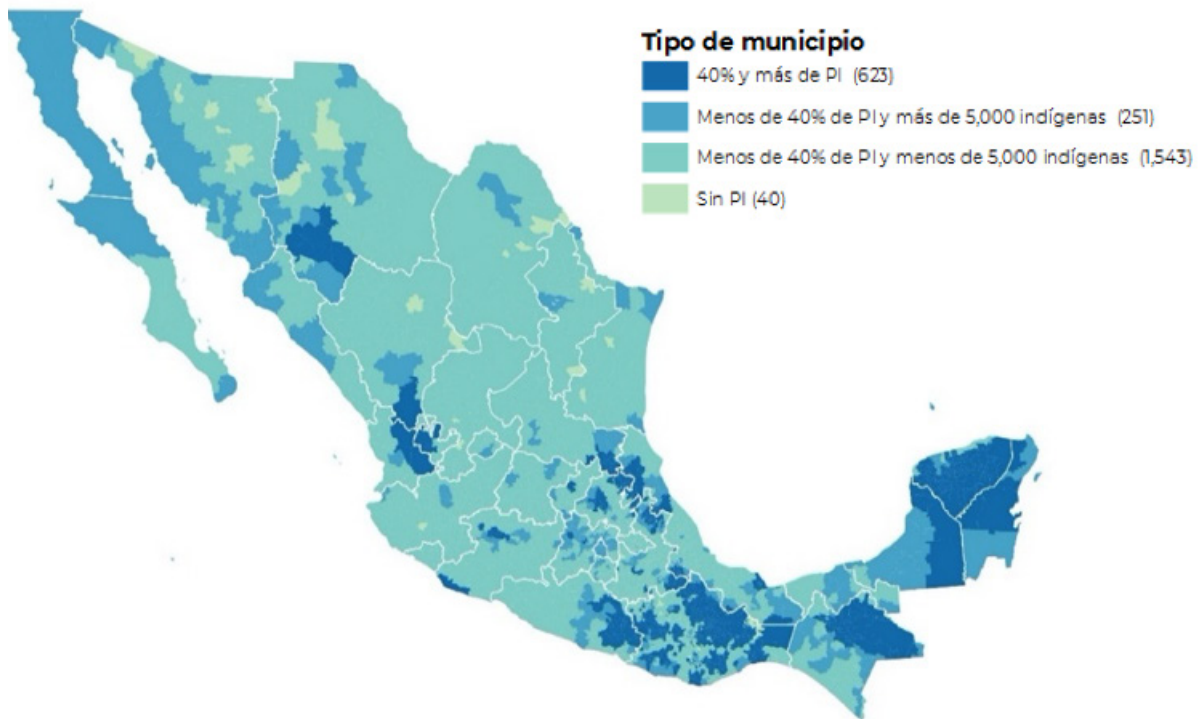 Tipo de municipio
40% y más de PI (623)
Menos de 40% de PI y más de 5,000 indígenas (251)
Menos de 40% de PI y menos de 5,000 indígenas (1,543)
Sin PI (40)